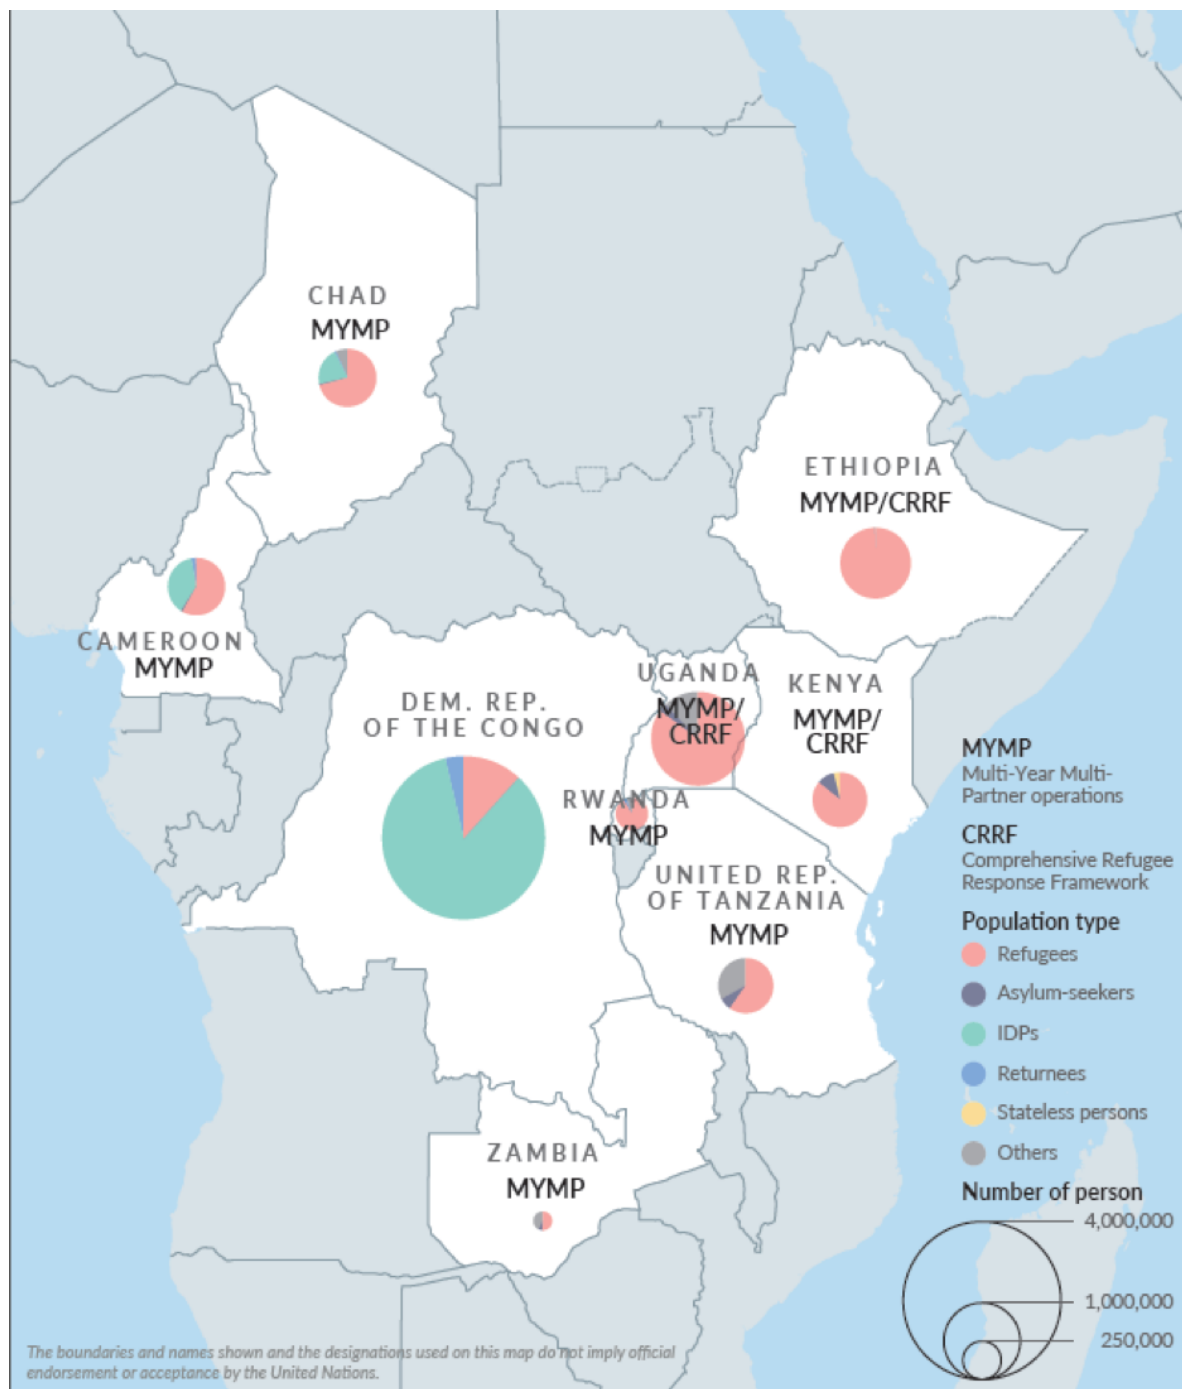 CHAD
MYMP
ETHIOPIA
MYMP/CRRF
CAMEROON
MYMP
UGANDA
MYMP/
CRRF
KENYA
MYMP/
CRRF
DEM. REP.
OF THE CONGO
RWANDA
MYMP
UNITED REP.
OF TANZANIA
MYMP
ZAMBIA
MYMP
MYMP
Multi-Year Multi-
Partner operations
CRRF
Comprehensive Refugee
Response Framework
Population type
Refugees
Asylum-seekers
IDPs
Returnees
Stateless persons
Others
Number of person
4,000,000
1,000,000
250,000
The boundaries and names shown and the designations used on this map do not imply official
endorsement or acceptance by the United Nations.